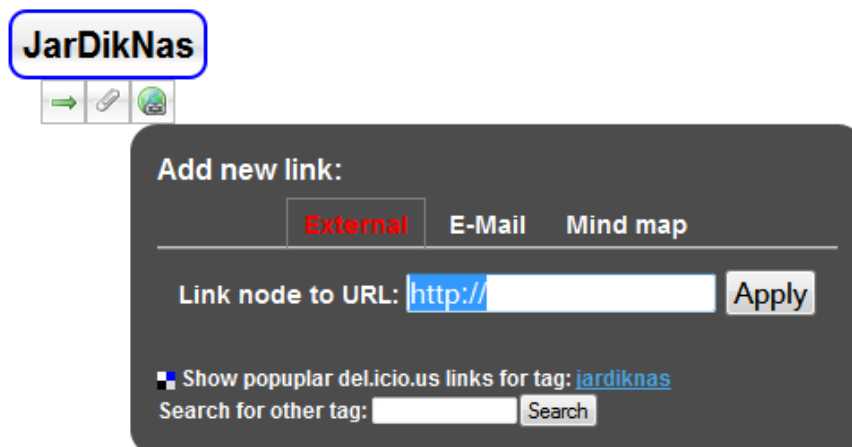 JarDikNas
Add new link:
External E-Mail Mind map
Link node to URL: http:// Apply
Show popuplar del.icio.us links for tag: jardiknas
Search for other tag: Search